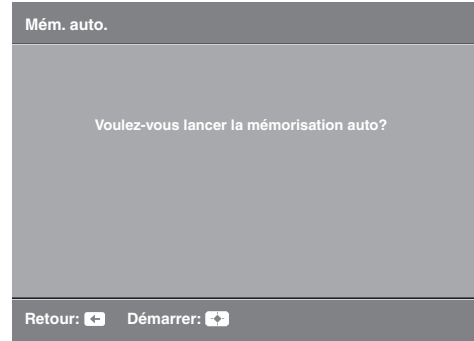 Mém. auto.
Voulez-vous lancer la mémorisation auto?
Retour: Démarrer: